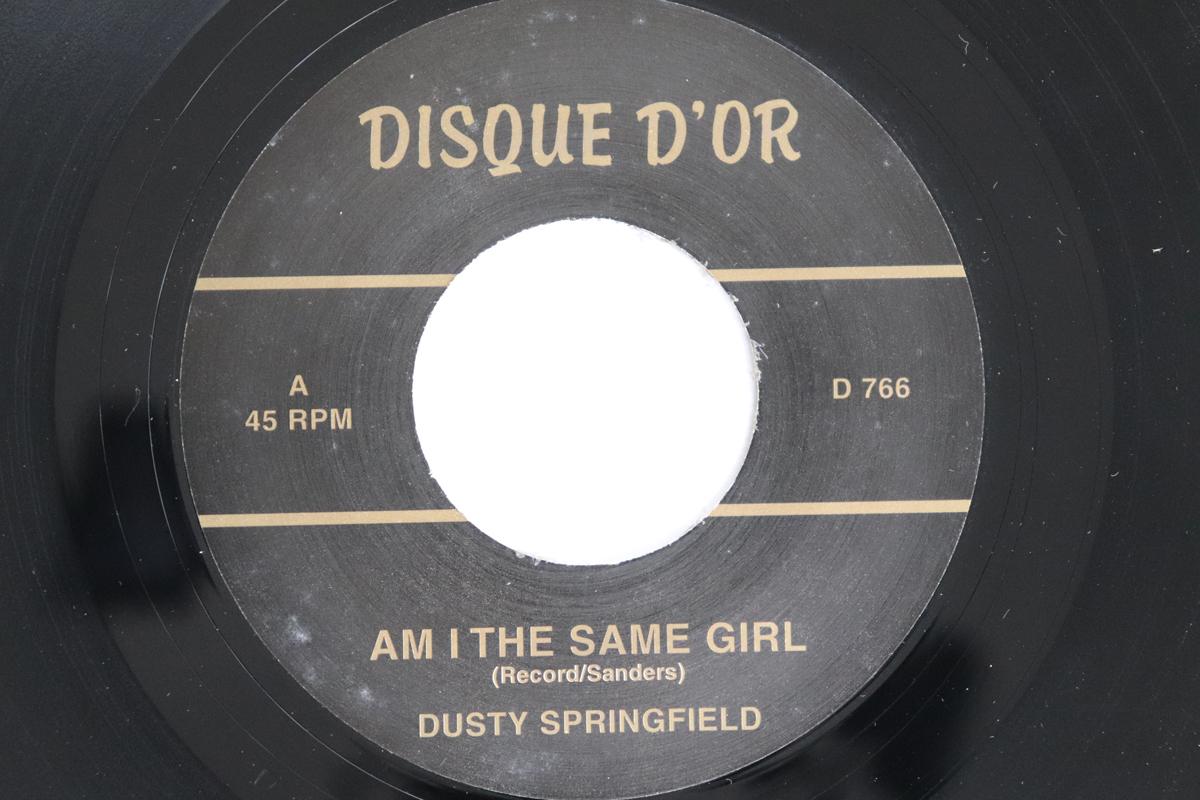 DISQUE D'OR
A
45 RPM
D 766
AM I THE SAME GIRL
(Record/Sanders)
DUSTY SPRINGFIELD